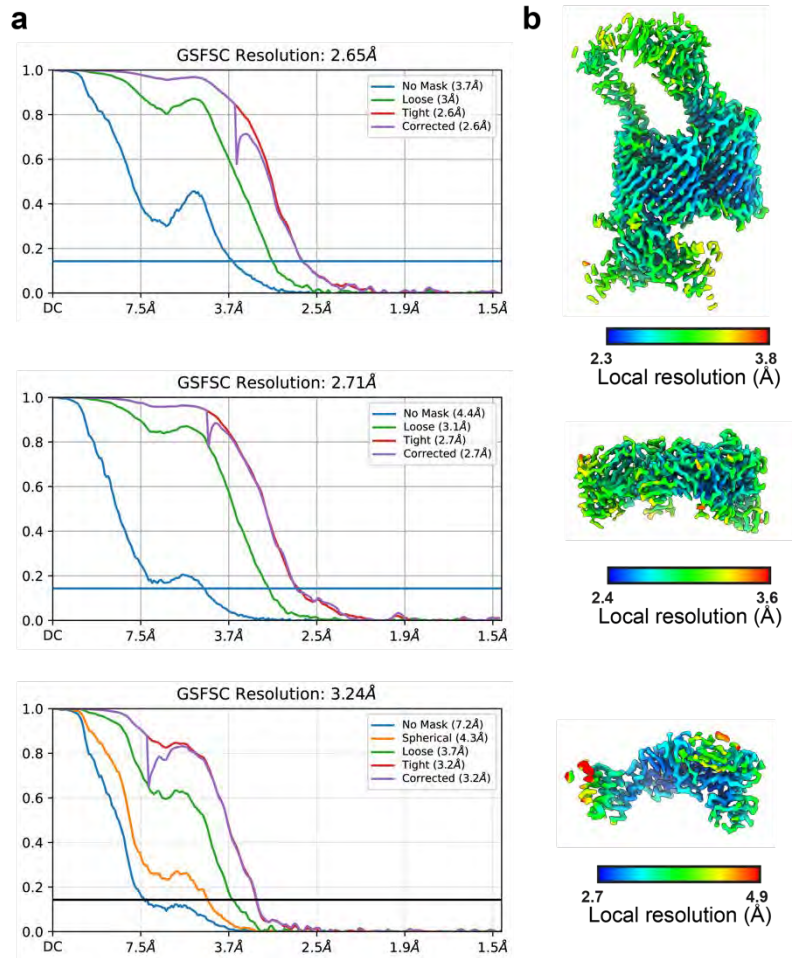 a
b
GSFSC Resolution: 2.65Å
1.0
0.8
0.6
0.4
0.2
0.0
No Mask (3.7Å)
Loose (3Å)
Tight (2.6Å)
Corrected (2.6Å)
DC 7.5Å 3.7Å 2.5Å 1.9Å 1.5Å
2.3 3.8
Local resolution (Å)
GSFSC Resolution: 2.71Å
1.0
0.8
0.6
0.4
0.2
0.0
No Mask (4.4Å)
Loose (3.1Å)
Tight (2.7Å)
Corrected (2.7Å)
DC 7.5Å 3.7Å 2.5Å 1.9Å 1.5Å
2.4 3.6
Local resolution (Å)
GSFSC Resolution: 3.24Å
1.0
0.8
0.6
0.4
0.2
0.0
No Mask (7.2Å)
Spherical (4.3Å)
Loose (3.7Å)
Tight (3.2Å)
Corrected (3.2Å)
DC 7.5Å 3.7Å 2.5Å 1.9Å 1.5Å
2.7 4.9
Local resolution (Å)